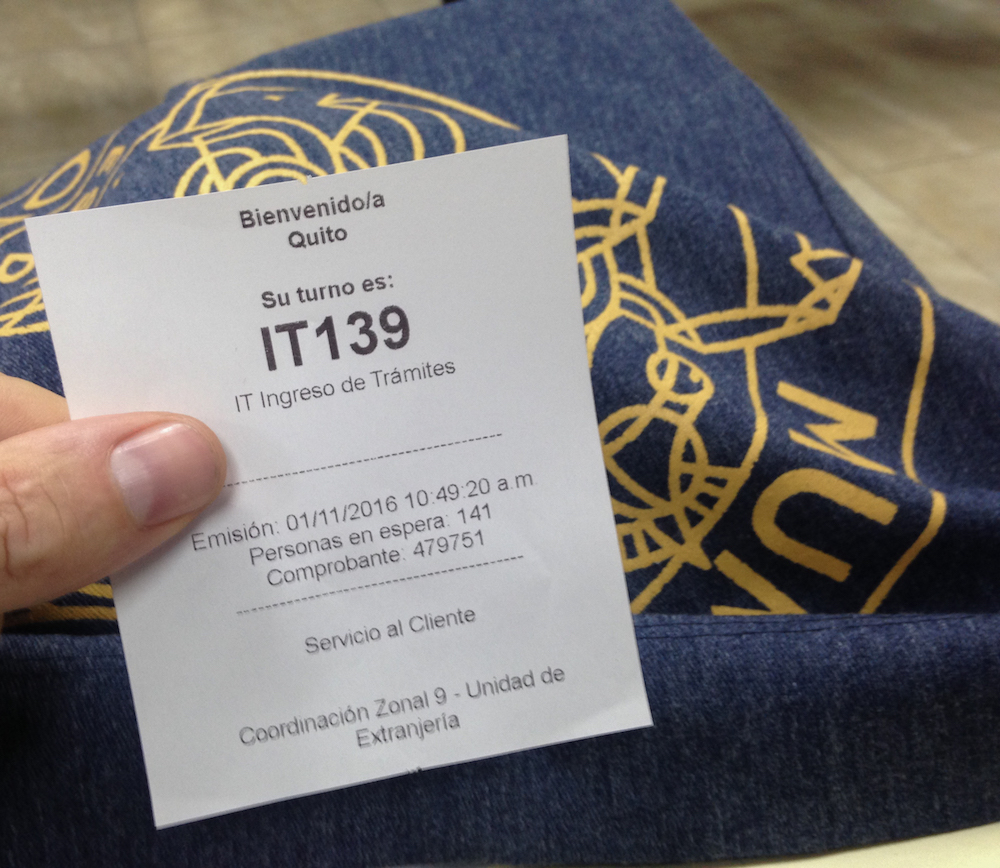 Bienvenido/a
Quito
Su turno es:
IT139
IT Ingreso de Trámites
Emisión: 01/11/2016 10:49:20 a.m
Personas en espera: 141
Comprobante: 479751
Servicio al Cliente
Coordinación Zonal 9 - Unidad de
Extranjería